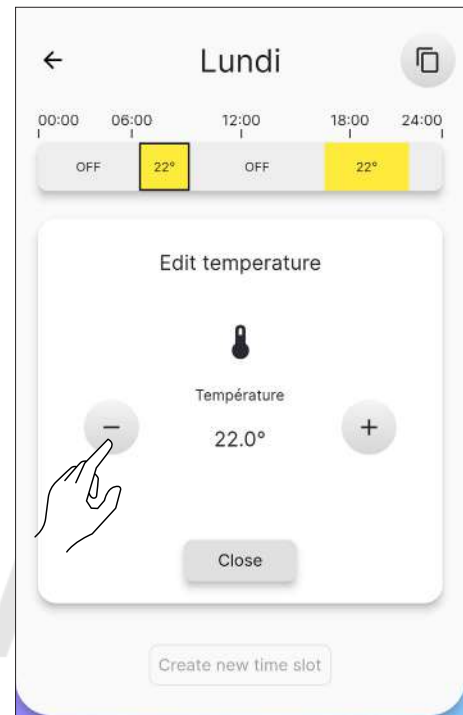 Lundi
00:00 06:00 12:00 18:00 24:00
OFF 22° OFF 22°
Edit temperature
Température
22.0°
Close
Create new time slot